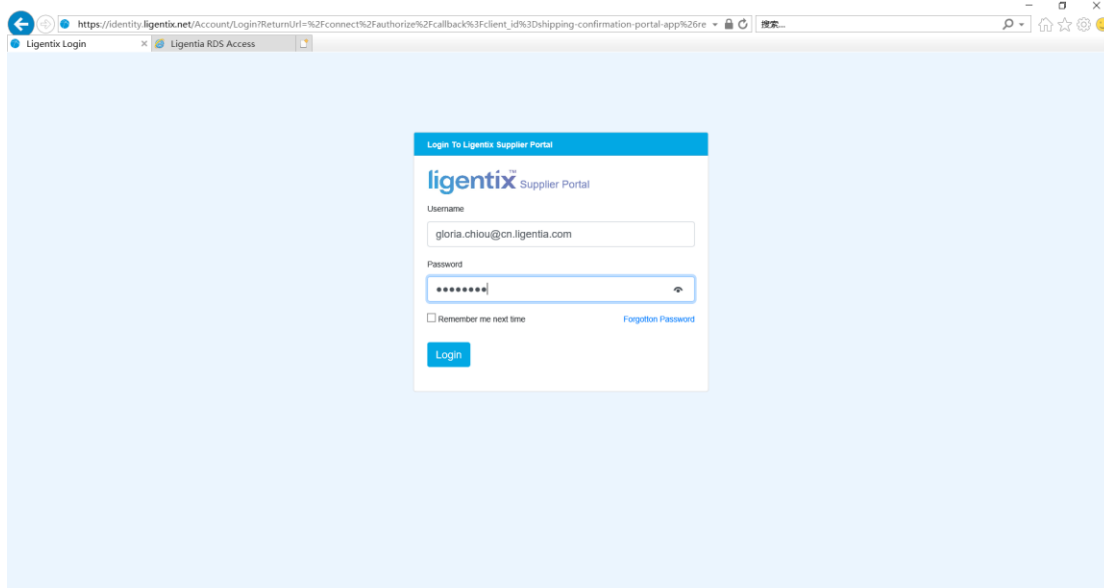 https://identity.ligentix.net/Account/Login?ReturnUrl=%2Fconnect%2Fauthorize%2Fcallback%3Fclient_id%3Dshipping-confirmation-portal-app%26re
搜索...
Ligentix Login
Ligentia RDS Access
Login To Ligentix Supplier Portal
ligentix™ Supplier Portal
Username
gloria.chiou@cn.ligentia.com
Password
••••••••
Remember me next time
Forgotton Password
Login